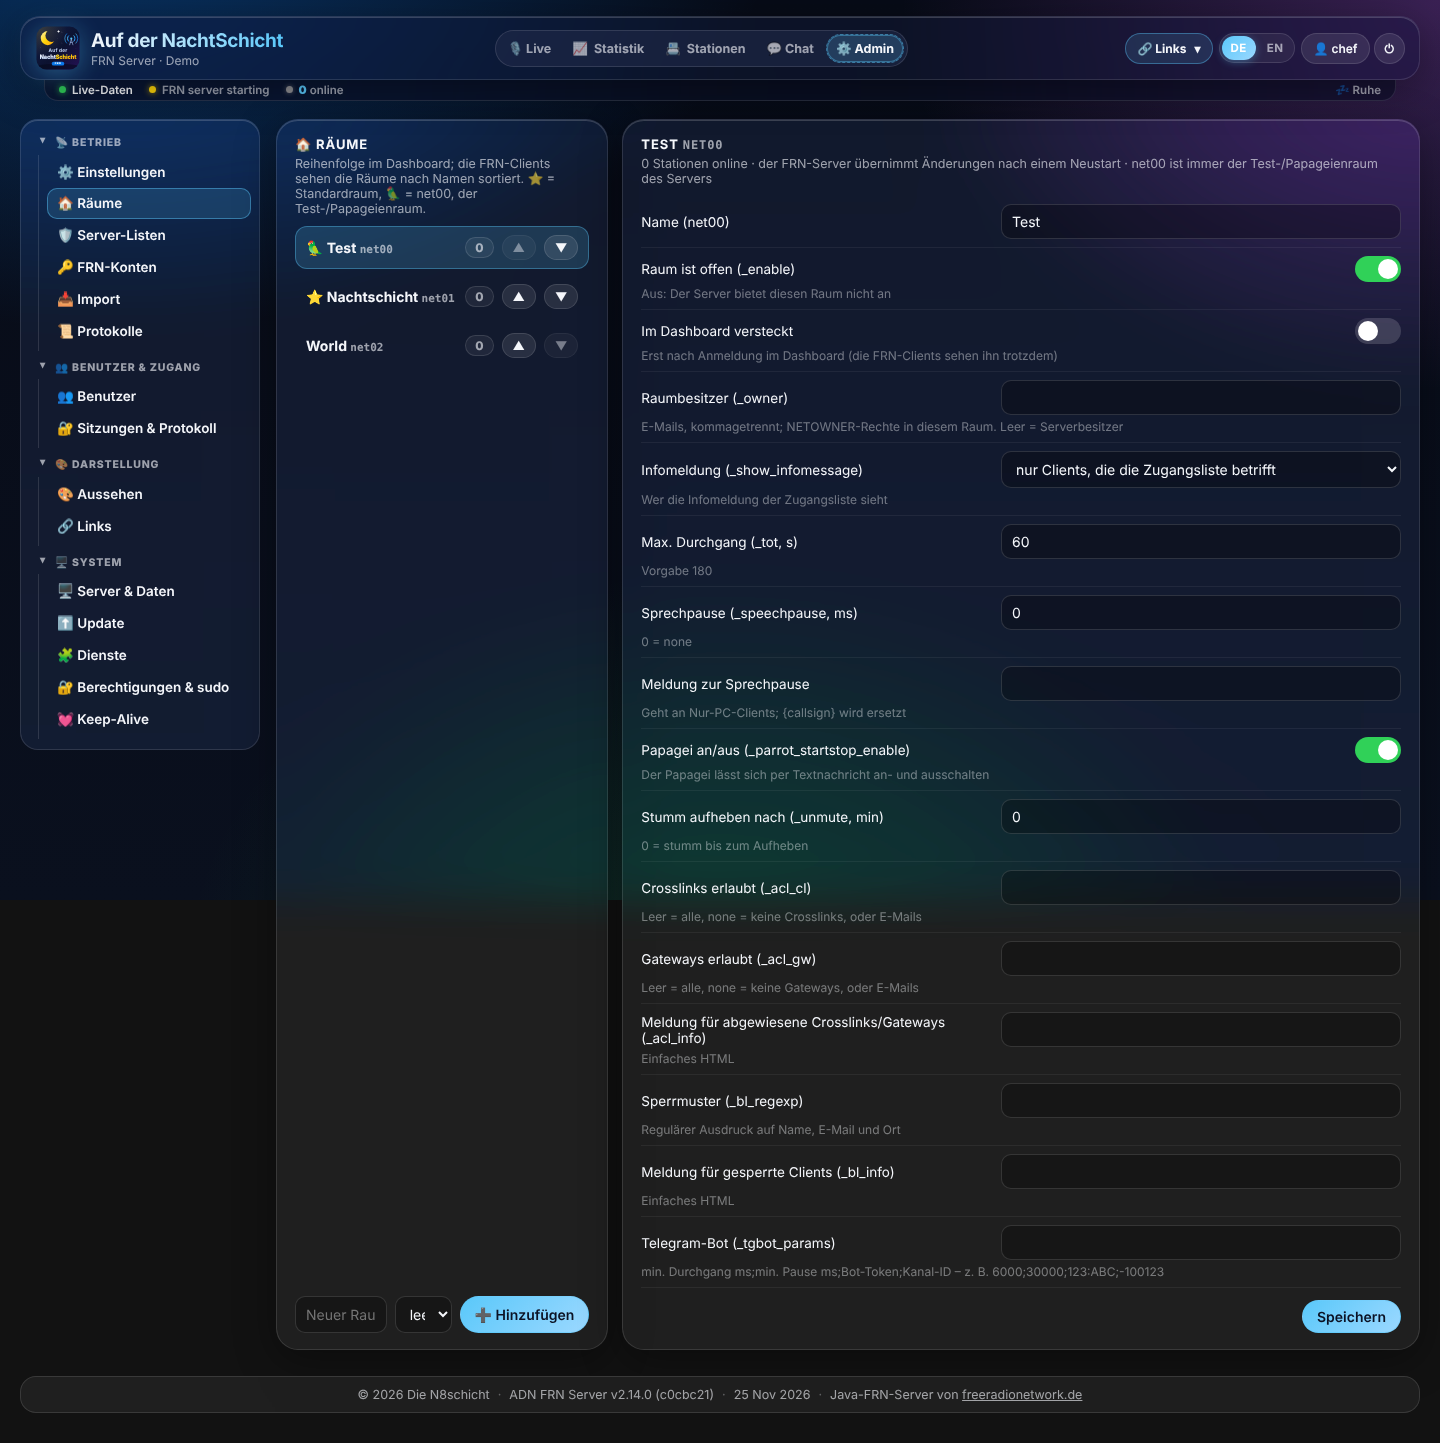 Auf der NachtSchicht
FRN Server · Demo
Live
Statistik
Stationen
Chat
Admin
Links ▾
DE
EN
chef
Live-Daten
FRN server starting
0 online
Ruhe
▼ BETRIEB
Einstellungen
Räume
Server-Listen
FRN-Konten
Import
Protokolle
▼ BENUTZER & ZUGANG
Benutzer
Sitzungen & Protokoll
▼ DARSTELLUNG
Aussehen
Links
▼ SYSTEM
Server & Daten
Update
Dienste
Berechtigungen & sudo
Keep-Alive
RÄUME
Reihenfolge im Dashboard; die FRN-Clients
sehen die Räume nach Namen sortiert. ⭐ =
Standardraum, 🦜 = net00, der
Test-/Papageienraum.
🦜 Test net00 0 ▲ ▼
⭐ Nachtschicht net01 0 ▲ ▼
World net02 0 ▲ ▼
Neuer Rau
lee
➕ Hinzufügen
TEST NET00
0 Stationen online · der FRN-Server übernimmt Änderungen nach einem Neustart · net00 ist immer der Test-/Papageienraum
des Servers
Name (net00) Test
Raum ist offen (_enable)
Aus: Der Server bietet diesen Raum nicht an
Im Dashboard versteckt
Erst nach Anmeldung im Dashboard (die FRN-Clients sehen ihn trotzdem)
Raumbesitzer (_owner)
E-Mails, kommagetrennt; NETOWNER-Rechte in diesem Raum. Leer = Serverbesitzer
Infomeldung (_show_infomessage) nur Clients, die die Zugangsliste betrifft
Wer die Infomeldung der Zugangsliste sieht
Max. Durchgang (_tot, s) 60
Vorgabe 180
Sprechpause (_speechpause, ms) 0
0 = none
Meldung zur Sprechpause
Geht an Nur-PC-Clients; {callsign} wird ersetzt
Papagei an/aus (_parrot_startstop_enable)
Der Papagei lässt sich per Textnachricht an- und ausschalten
Stumm aufheben nach (_unmute, min) 0
0 = stumm bis zum Aufheben
Crosslinks erlaubt (_acl_cl)
Leer = alle, none = keine Crosslinks, oder E-Mails
Gateways erlaubt (_acl_gw)
Leer = alle, none = keine Gateways, oder E-Mails
Meldung für abgewiesene Crosslinks/Gateways
(_acl_info)
Einfaches HTML
Sperrmuster (_bl_regexp)
Regulärer Ausdruck auf Name, E-Mail und Ort
Meldung für gesperrte Clients (_bl_info)
Einfaches HTML
Telegram-Bot (_tgbot_params)
min. Durchgang ms;min. Pause ms;Bot-Token;Kanal-ID – z. B. 6000;30000;123:ABC;-100123
Speichern
© 2026 Die N8schicht · ADN FRN Server v2.14.0 (c0cbc21) · 25 Nov 2026 · Java-FRN-Server von freeradionetwork.de